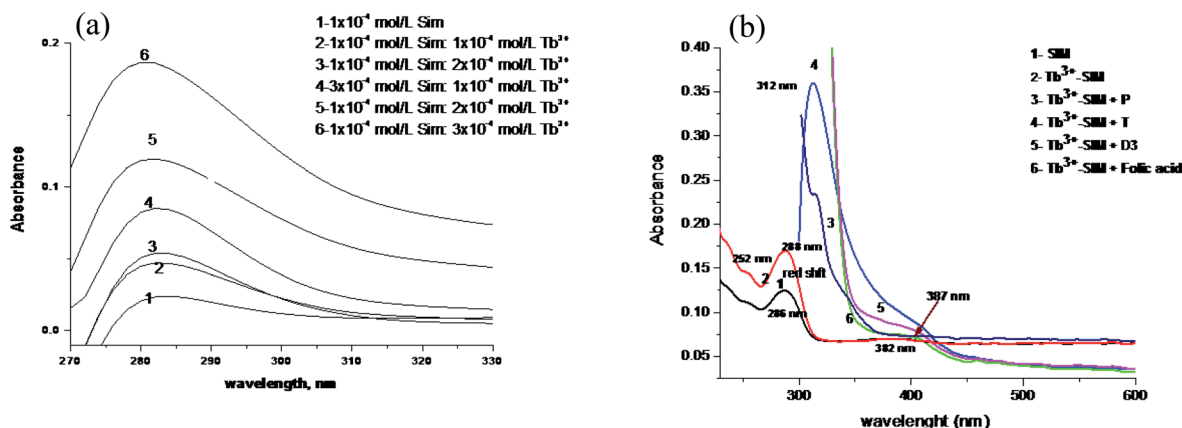 (a)
1-1x10⁻⁴ mol/L Sim
2-1x10⁻⁴ mol/L Sim: 1x10⁻⁴ mol/L Tb³⁺
3-1x10⁻⁴ mol/L Sim: 2x10⁻⁴ mol/L Tb³⁺
4-3x10⁻⁴ mol/L Sim: 1x10⁻⁴ mol/L Tb³⁺
5-1x10⁻⁴ mol/L Sim: 2x10⁻⁴ mol/L Tb³⁺
6-1x10⁻⁴ mol/L Sim: 3x10⁻⁴ mol/L Tb³⁺
0.2
0.1
0.0
Absorbance
6
5
4
3
2
1
270 280 290 300 310 320 330
wavelength, nm
(b)
1- SIM
2- Tb³⁺-SIM
3- Tb³⁺-SIM + P
4- Tb³⁺-SIM + T
5- Tb³⁺-SIM + D3
6- Tb³⁺-SIM + Folic acid
0.40
0.35
0.30
0.25
0.20
0.15
0.10
0.05
Absorbance
4
312 nm
3
252 nm
288 nm
2
red shft
1
286 nm
5
6
387 nm
382 nm
300 400 500 600
wavelenght (nm)